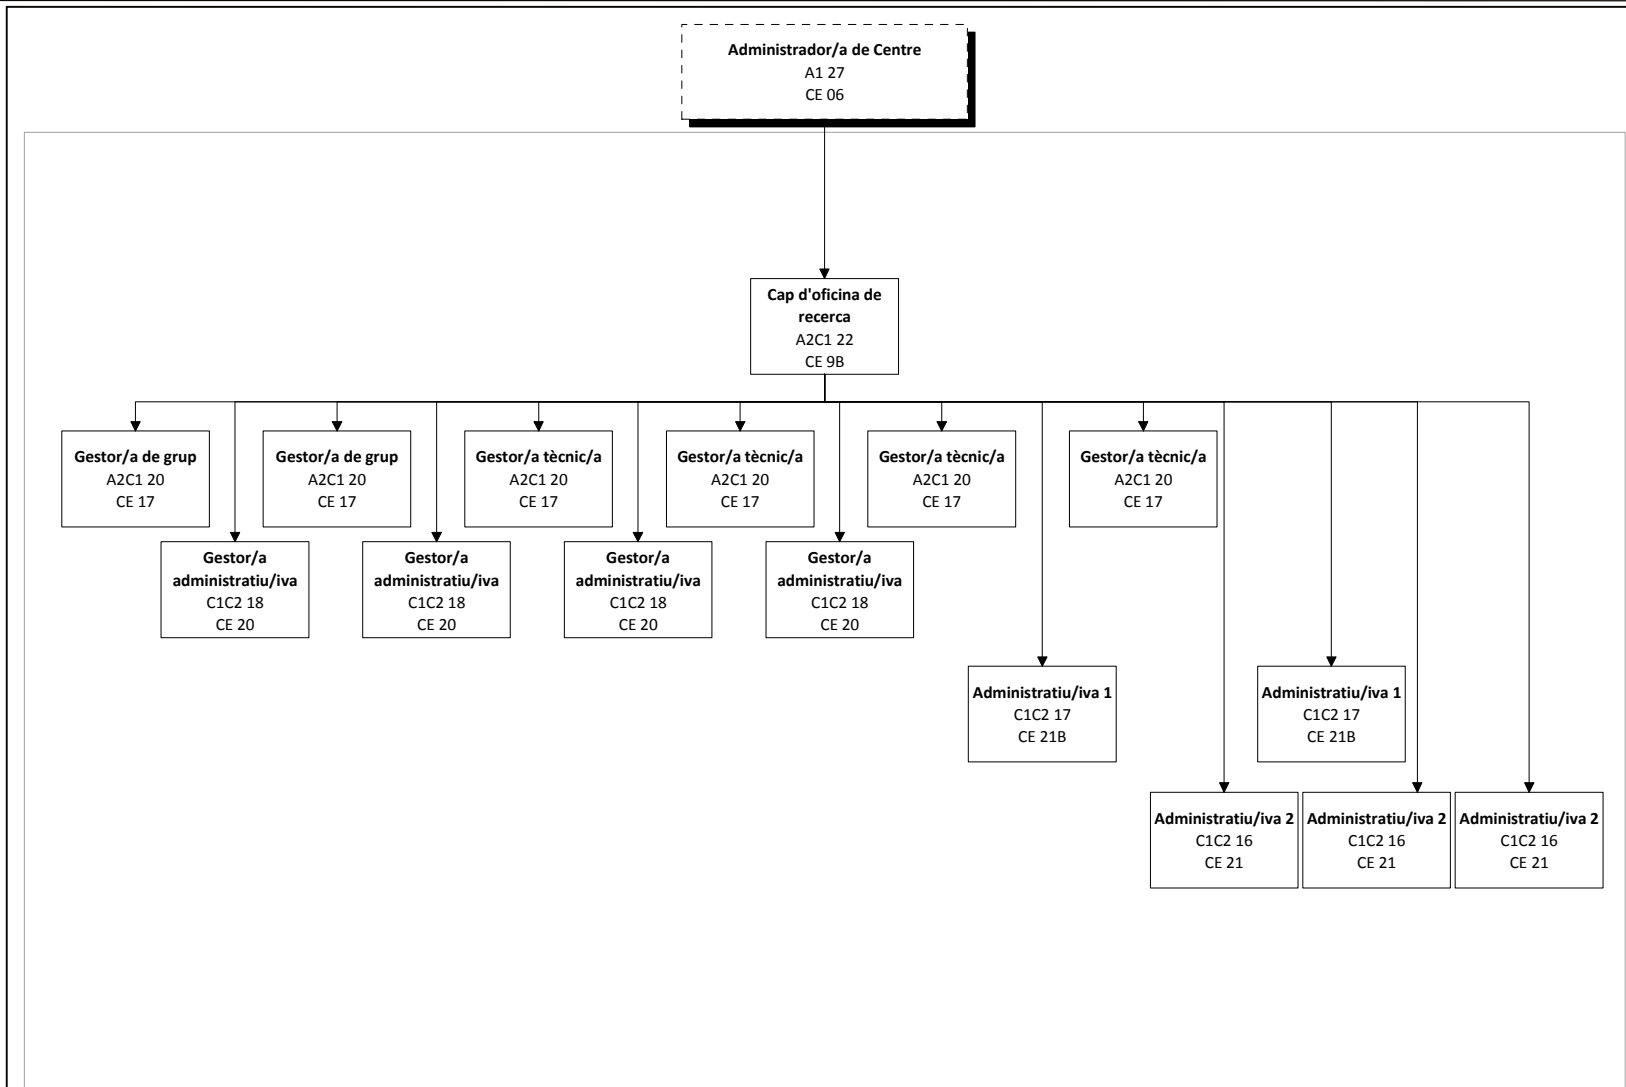 Administrador/a de Centre
A1 27
CE 06
Cap d'oficina de
recerca
A2C1 22
CE 9B
Gestor/a de grup
A2C1 20
CE 17
Gestor/a de grup
A2C1 20
CE 17
Gestor/a tècnic/a
A2C1 20
CE 17
Gestor/a tècnic/a
A2C1 20
CE 17
Gestor/a tècnic/a
A2C1 20
CE 17
Gestor/a tècnic/a
A2C1 20
CE 17
Gestor/a
administratiu/iva
C1C2 18
CE 20
Gestor/a
administratiu/iva
C1C2 18
CE 20
Gestor/a
administratiu/iva
C1C2 18
CE 20
Gestor/a
administratiu/iva
C1C2 18
CE 20
Administratiu/iva 1
C1C2 17
CE 21B
Administratiu/iva 1
C1C2 17
CE 21B
Administratiu/iva 2
C1C2 16
CE 21
Administratiu/iva 2
C1C2 16
CE 21
Administratiu/iva 2
C1C2 16
CE 21